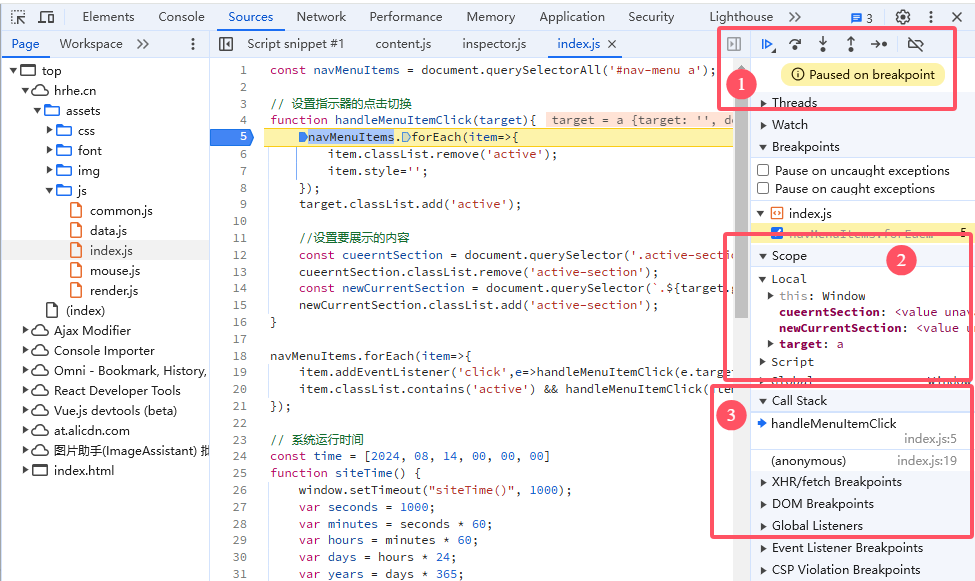 Elements Console Sources Network Performance Memory Application Security Lighthouse 3
Page Workspace Script snippet #1 content.js inspector.js index.js
top
hrhe.cn
assets
css
font
img
js
common.js
data.js
index.js
mouse.js
render.js
(index)
Ajax Modifier
Console Importer
Omni - Bookmark, History,
React Developer Tools
Vue.js devtools (beta)
at.alicdn.com
图片助手(ImageAssistant) 批
index.html
1 const navMenuItems = document.querySelectorAll('#nav-menu a');
2
3 // 设置指示器的点击切换
4 function handleMenuItemClick(target){ target = a {target: '', de
5 navMenuItems.forEach(item=>{
6 item.classList.remove('active');
7 item.style='';
8 });
9 target.classList.add('active');
10
11 //设置要展示的内容
12 const cueerntSection = document.querySelector('.active-secti
13 cueerntSection.classList.remove('active-section');
14 const newCurrentSection = document.querySelector(`.${target.g
15 newCurrentSection.classList.add('active-section');
16 }
17
18 navMenuItems.forEach(item=>{
19 item.addEventListener('click',e=>handleMenuItemClick(e.targe
20 item.classList.contains('active') && handleMenuItemClick(item
21 });
22
23 // 系统运行时间
24 const time = [2024, 08, 14, 00, 00, 00]
25 function siteTime() {
26 window.setTimeout("siteTime()", 1000);
27 var seconds = 1000;
28 var minutes = seconds * 60;
29 var hours = minutes * 60;
30 var days = hours * 24;
31 var years = days * 365;
1
Paused on breakpoint
Threads
Watch
Breakpoints
Pause on uncaught exceptions
Pause on caught exceptions
index.js
navMenuItems.forEach… 5
2
Scope
Local
this: Window
cueerntSection: <value unav
newCurrentSection: <value u
target: a
Script
Global Window
3
Call Stack
handleMenuItemClick
index.js:5
(anonymous) index.js:19
XHR/fetch Breakpoints
DOM Breakpoints
Global Listeners
Event Listener Breakpoints
CSP Violation Breakpoints